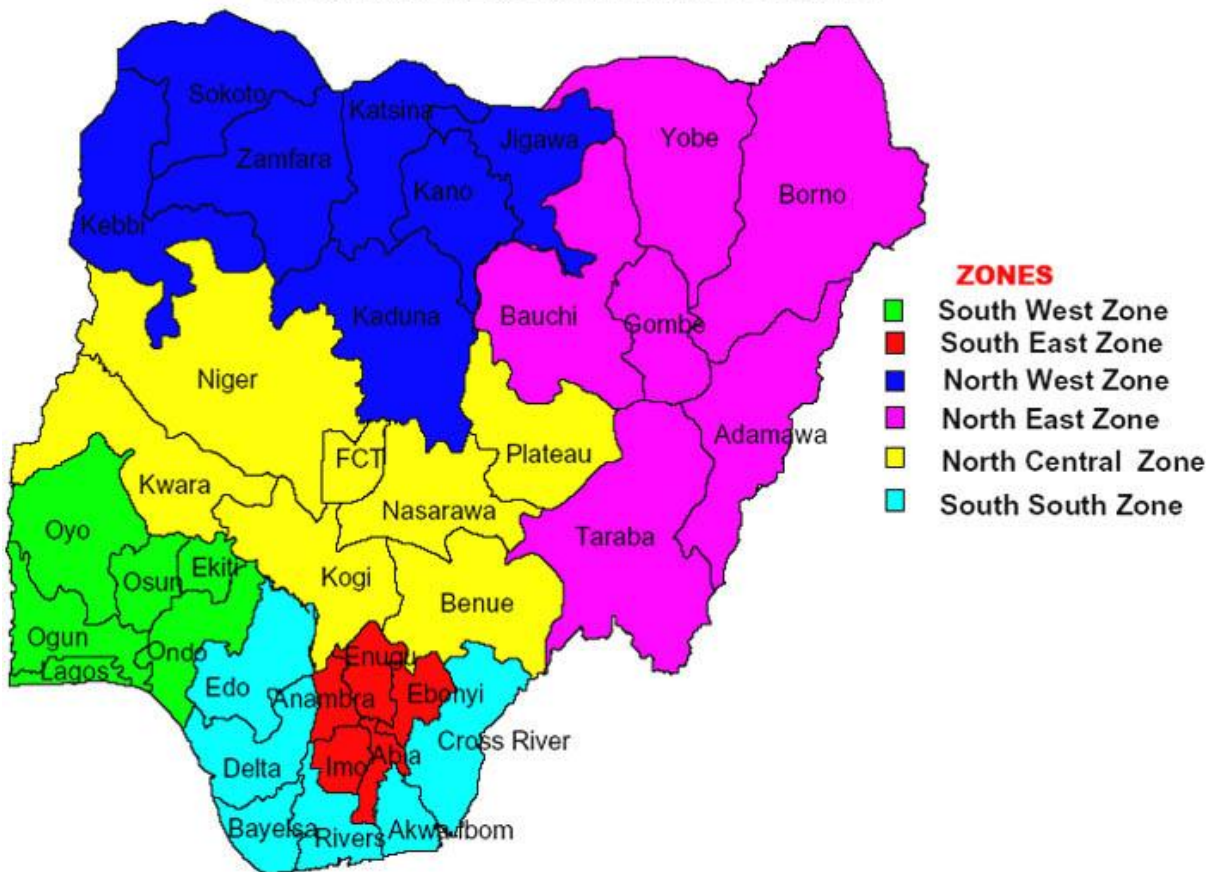 Sokoto
Katsina
Jigawa
Yobe
Zamfara
Kano
Borno
Kebbi
Kaduna
Bauchi
Gombe
Niger
Adamawa
FCT
Plateau
Kwara
Nasarawa
Oyo
Taraba
Osun
Ekiti
Kogi
Benue
Ogun
Ondo
Lagos
Enugu
Edo
Anambra
Ebonyi
Cross River
Delta
Imo
Abia
Bayelsa
Rivers
Akwa-Ibom
ZONES
South West Zone
South East Zone
North West Zone
North East Zone
North Central Zone
South South Zone